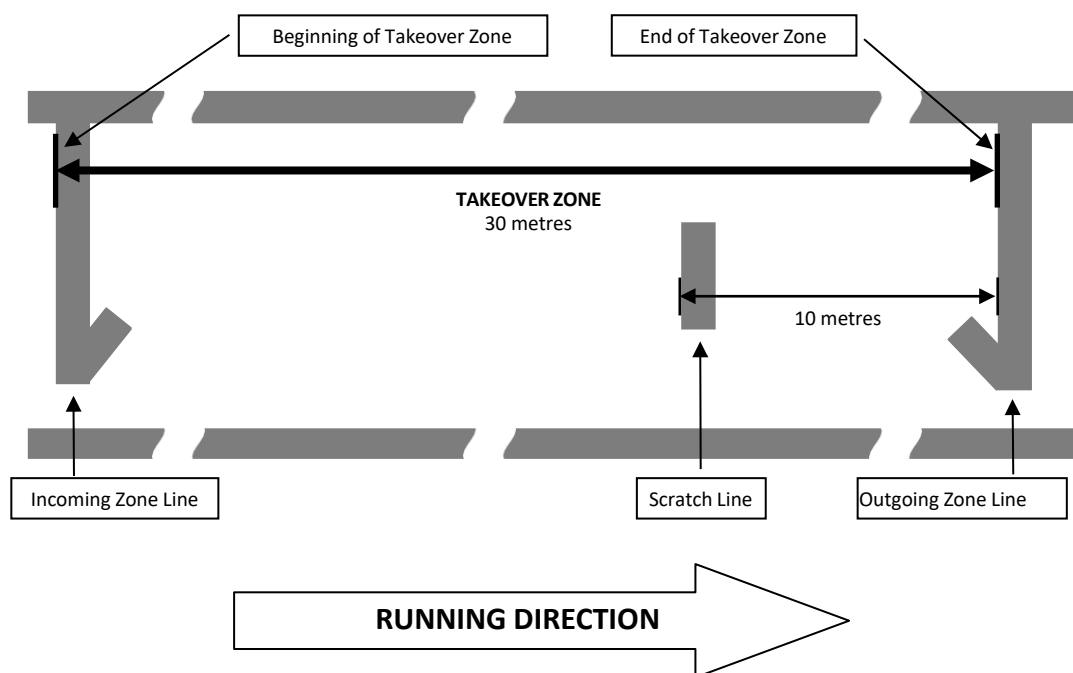 Beginning of Takeover Zone
End of Takeover Zone
TAKEOVER ZONE
30 metres
10 metres
Incoming Zone Line
Scratch Line
Outgoing Zone Line
RUNNING DIRECTION